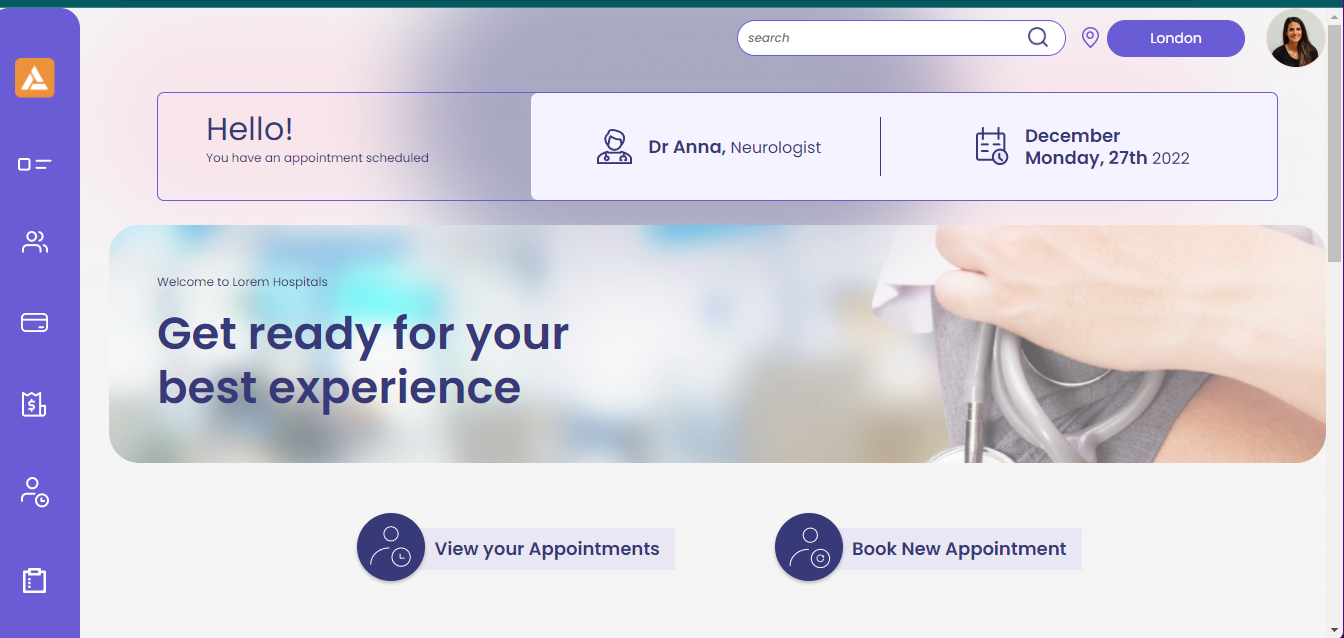 search
London
Hello!
You have an appointment scheduled
Dr Anna, Neurologist
December
Monday, 27th 2022
Welcome to Lorem Hospitals
Get ready for your
best experience
View your Appointments
Book New Appointment